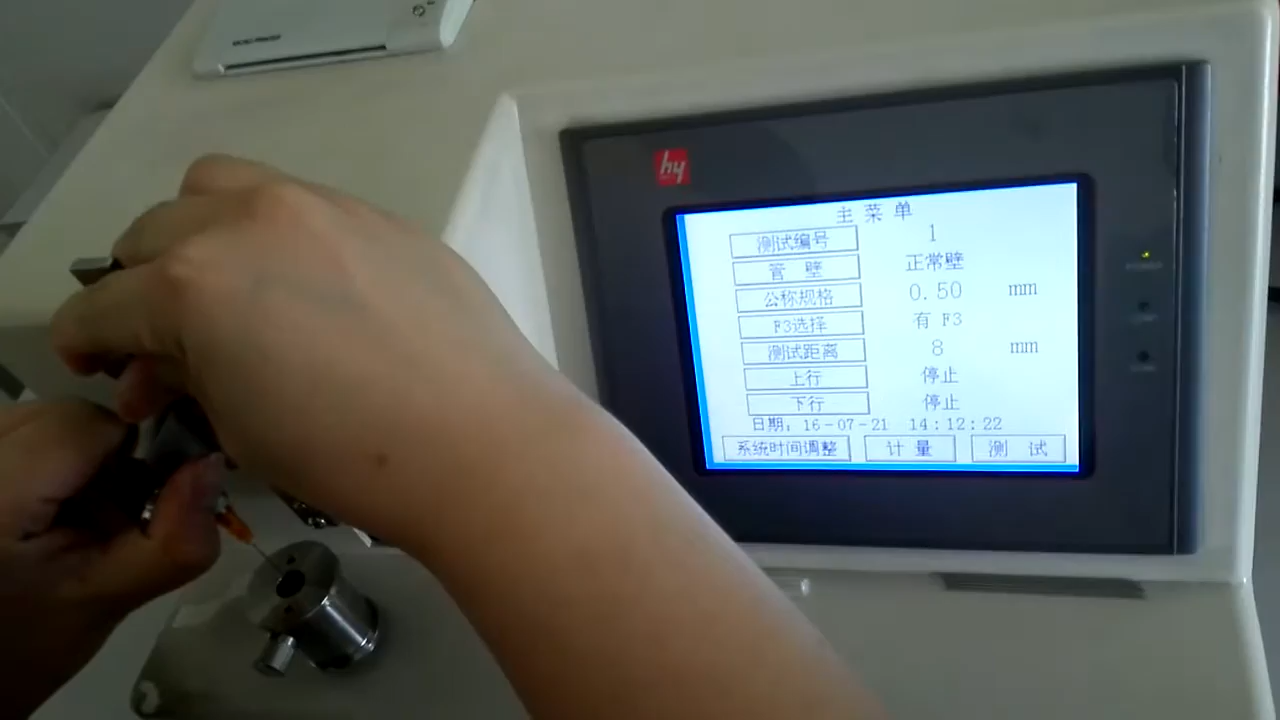 hy
主菜单
测试编号 1
管 壁 正常壁
公称规格 0.50 mm
F3选择 有 F3
测试距离 8 mm
上行 停止
下行 停止
日期: 16-07-21 14:12:22
系统时间调整 计 量 测 试